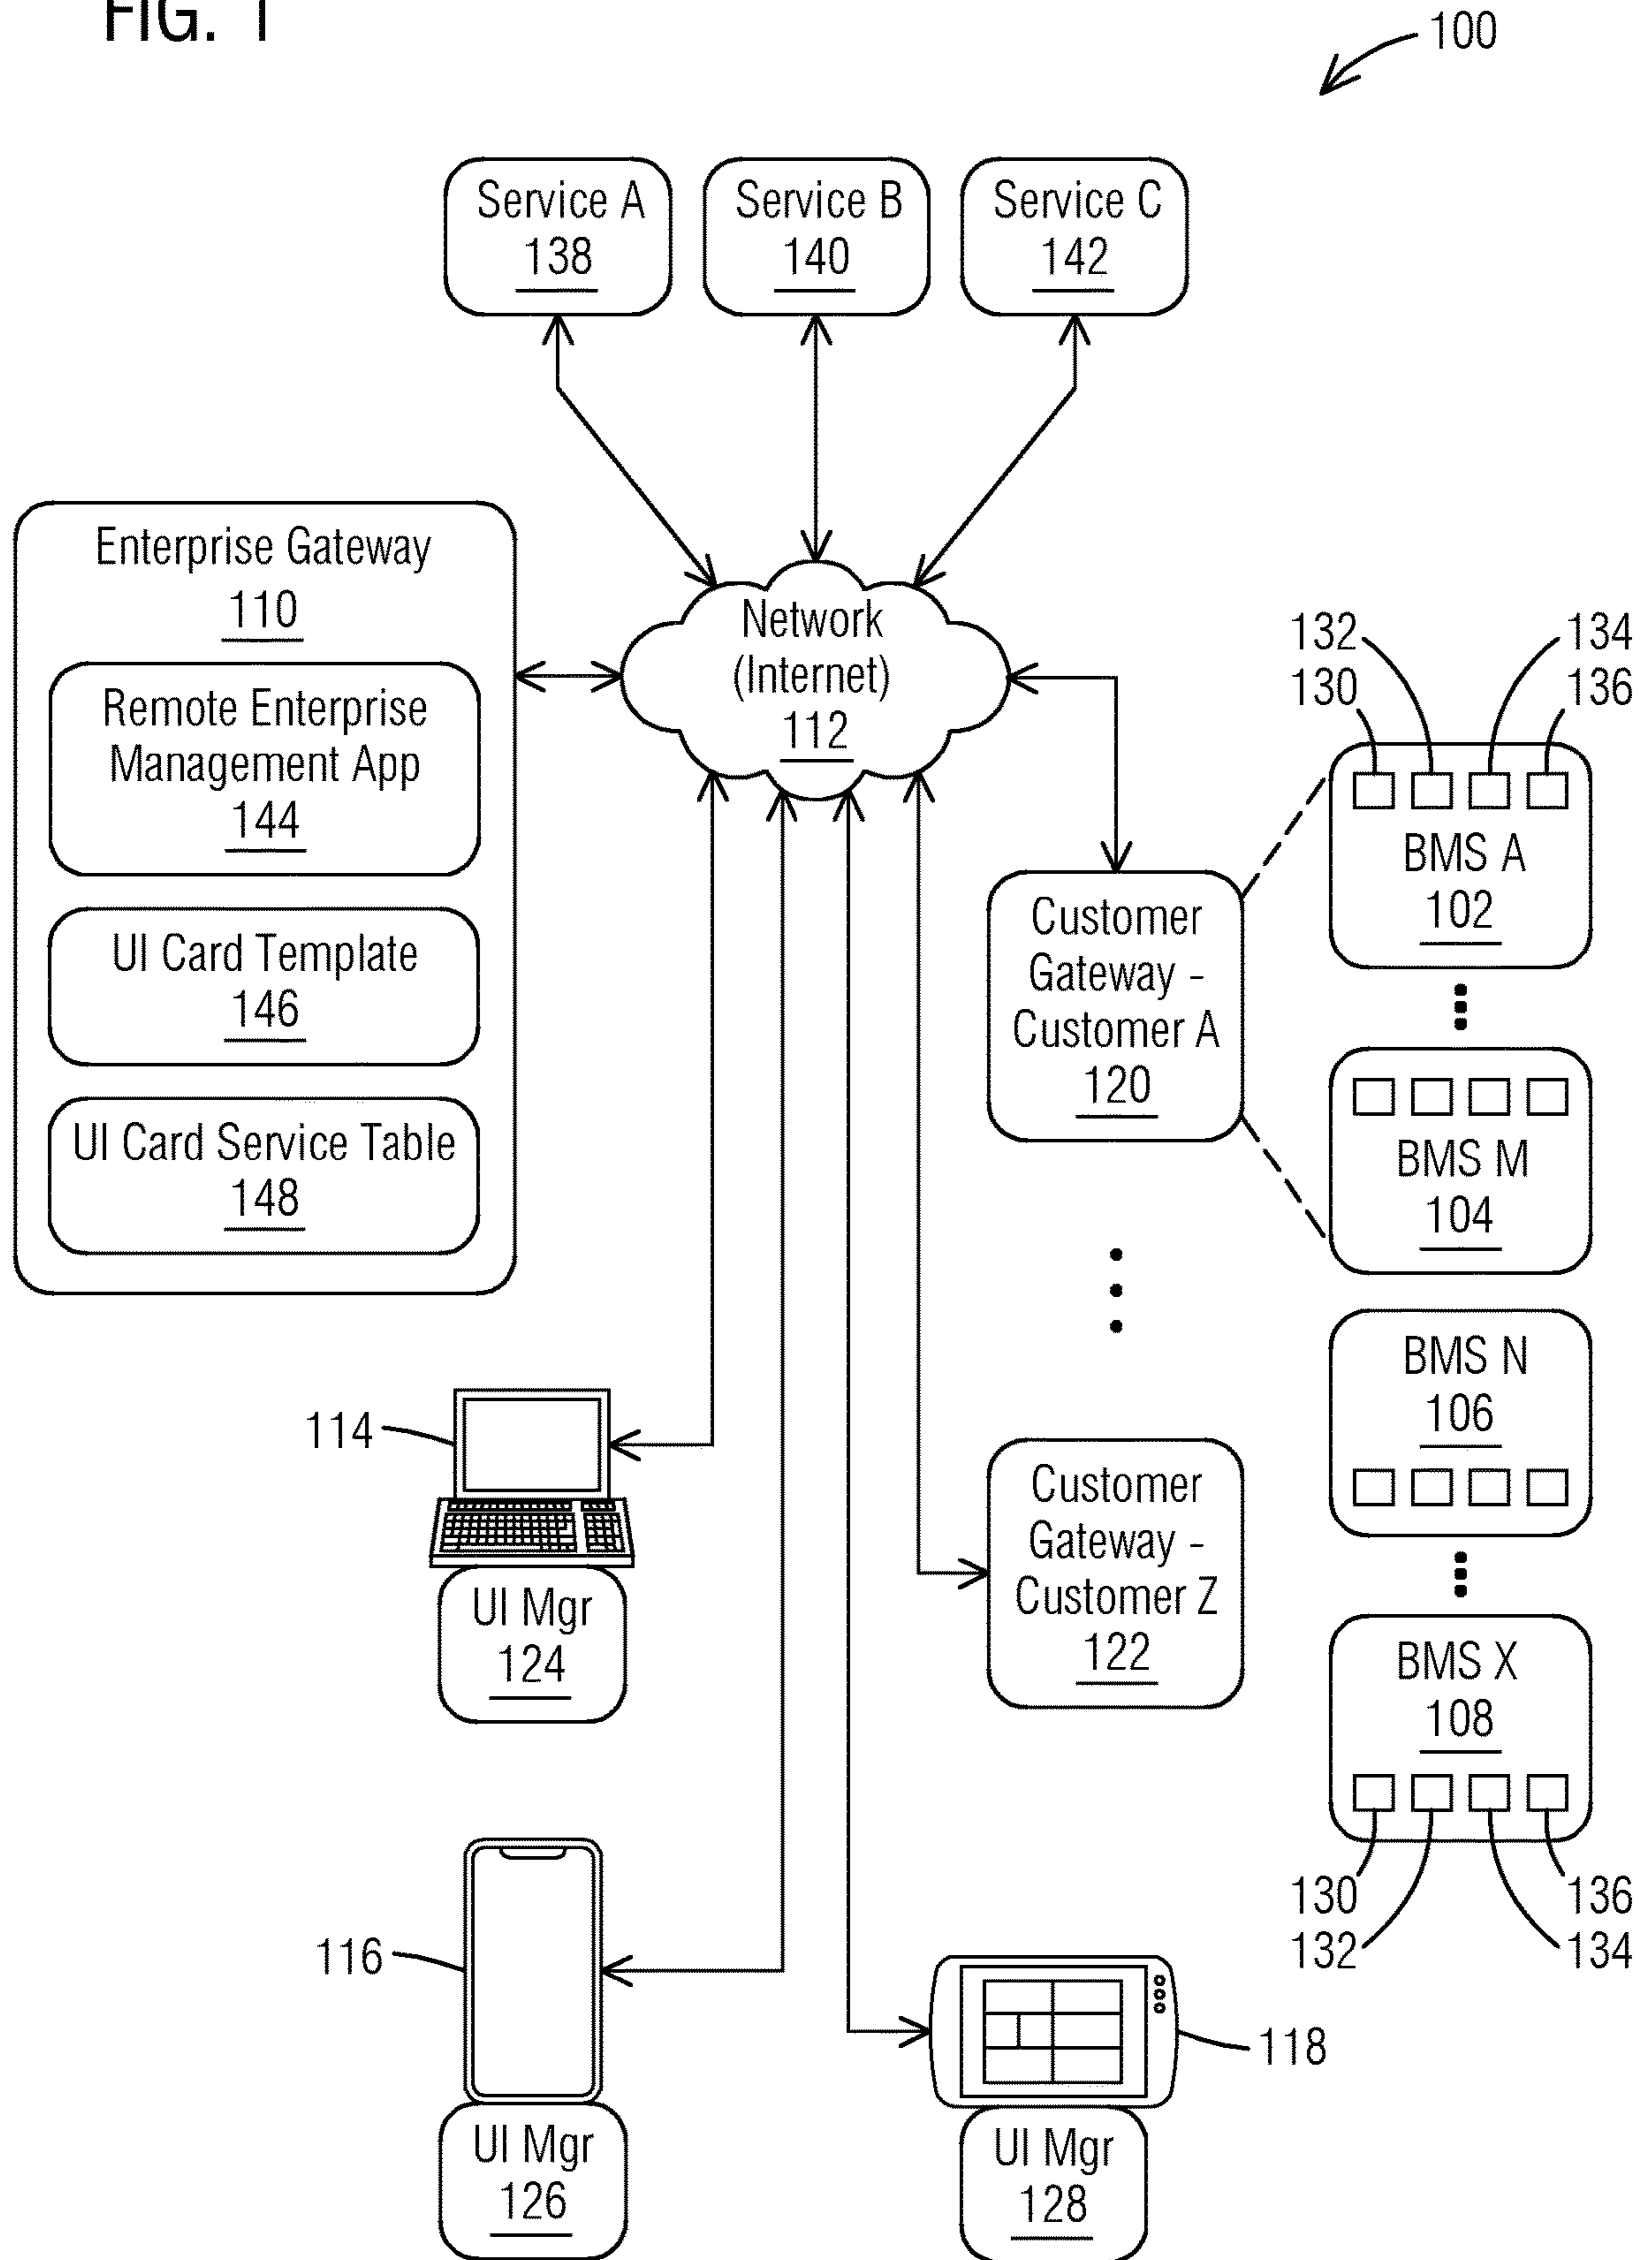 FIG. 1
100
Service A
138
Service B
140
Service C
142
Enterprise Gateway
110
Remote Enterprise
Management App
144
UI Card Template
146
UI Card Service Table
148
Network
(Internet)
112
132
130
134
136
BMS A
102
Customer
Gateway -
Customer A
120
BMS M
104
BMS N
106
114
UI Mgr
124
Customer
Gateway -
Customer Z
122
BMS X
108
130
132
136
134
116
UI Mgr
126
118
UI Mgr
128